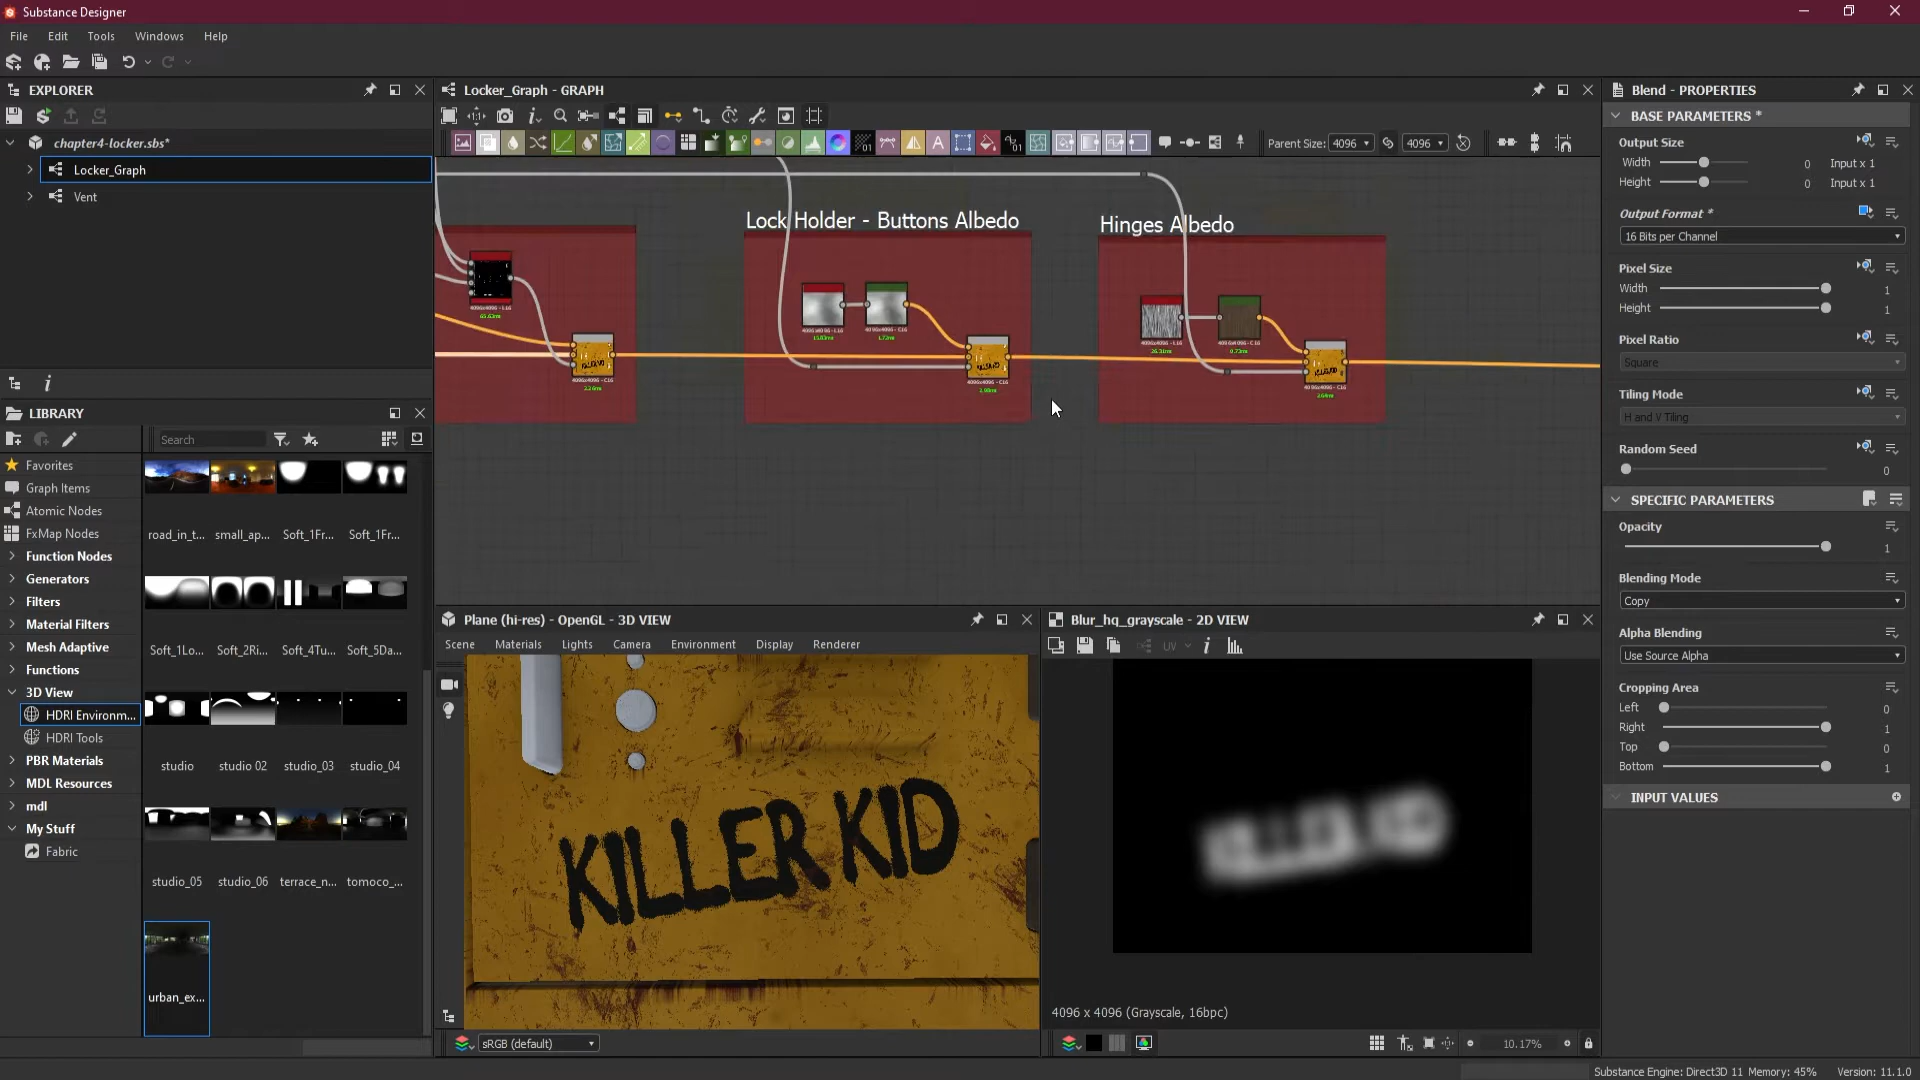 Substance Designer
File Edit Tools Windows Help
EXPLORER
chapter4-locker.sbs*
Locker_Graph
Vent
LIBRARY
Search
Favorites
Graph Items
Atomic Nodes
FxMap Nodes
Function Nodes
Generators
Filters
Material Filters
Mesh Adaptive
Functions
3D View
HDRI Environm...
HDRI Tools
PBR Materials
MDL Resources
mdl
My Stuff
Fabric
road_in_t... small_ap... Soft_1Fr... Soft_1Fr...
Soft_1Lo... Soft_2Ri... Soft_4Tu... Soft_5Da...
studio studio 02 studio_03 studio_04
studio_05 studio_06 terrace_n... tomoco_...
urban_ex...
Locker_Graph - GRAPH
Parent Size: 4096 4096
Lock Holder - Buttons Albedo
Hinges Albedo
Plane (hi-res) - OpenGL - 3D VIEW
Scene Materials Lights Camera Environment Display Renderer
KILLER KID
sRGB (default)
Blur_hq_grayscale - 2D VIEW
UV
4096 x 4096 (Grayscale, 16bpc)
10.17%
Blend - PROPERTIES
BASE PARAMETERS *
Output Size
Width 0 Input x 1
Height 0 Input x 1
Output Format *
16 Bits per Channel
Pixel Size
Width 1
Height 1
Pixel Ratio
Square
Tiling Mode
H and V Tiling
Random Seed
0
SPECIFIC PARAMETERS
Opacity
1
Blending Mode
Copy
Alpha Blending
Use Source Alpha
Cropping Area
Left 0
Right 1
Top 0
Bottom 1
INPUT VALUES
Substance Engine: Direct3D 11 Memory: 45% Version: 11.1.0